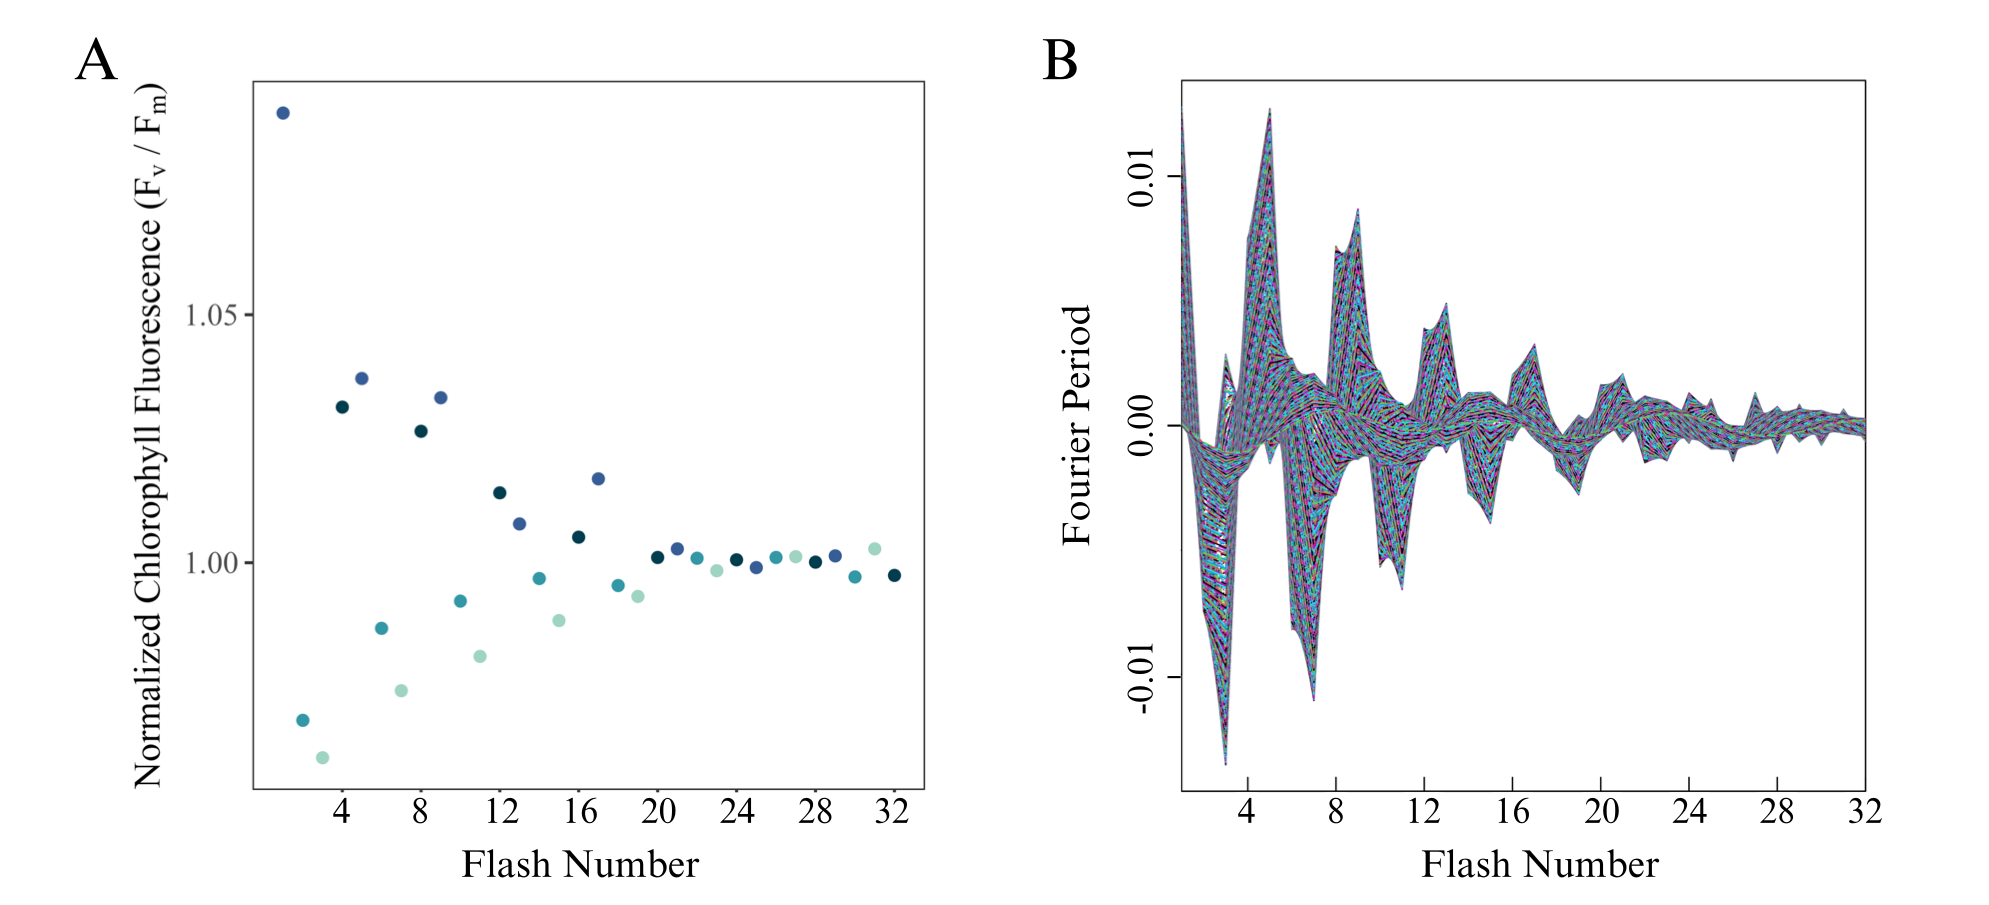 A
Normalized Chlorophyll Fluorescence (Fv / Fm)
1.05
1.00
4 8 12 16 20 24 28 32
Flash Number
B
Fourier Period
0.01
0.00
-0.01
4 8 12 16 20 24 28 32
Flash Number